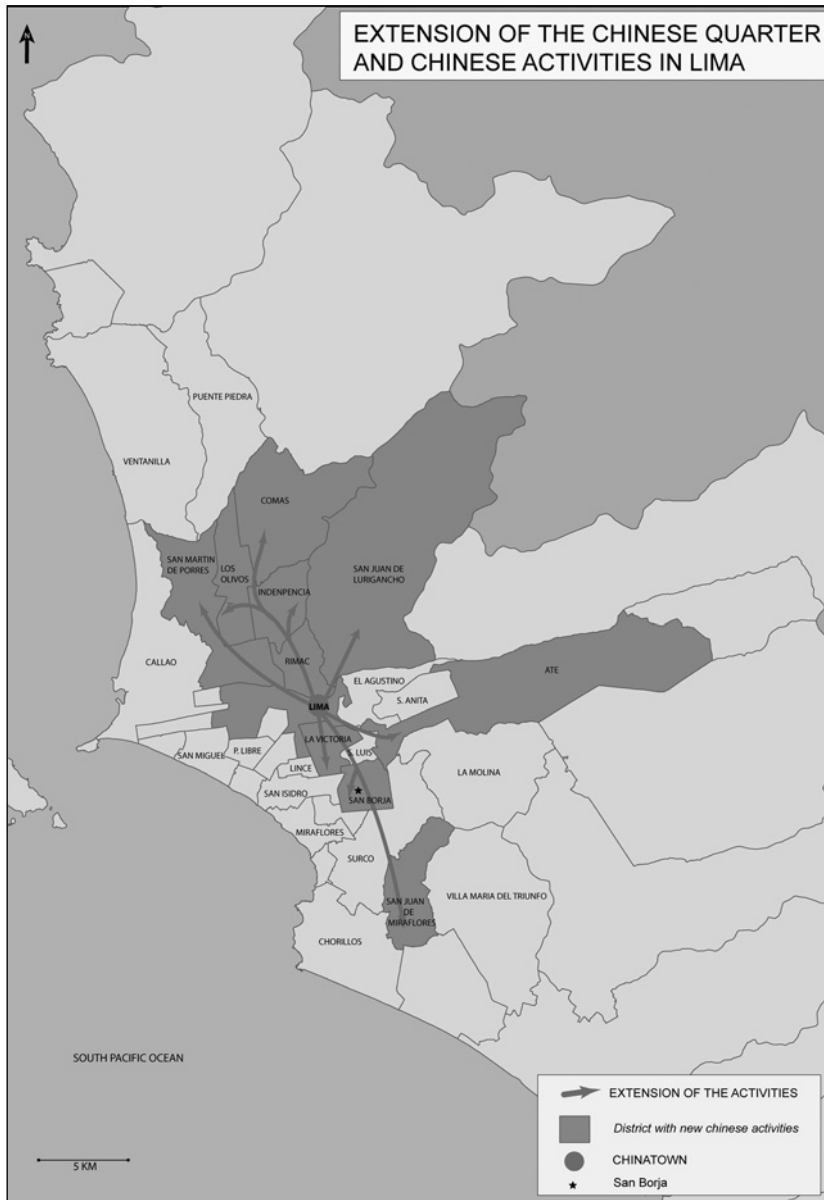 N
EXTENSION OF THE CHINESE QUARTER
AND CHINESE ACTIVITIES IN LIMA
PUENTE PIEDRA
VENTANILLA
COMAS
SAN MARTIN
DE PORRES
LOS
OLIVOS
SAN JUAN DE
LURIGANCHO
INDENPENCIA
CALLAO
RIMAC
EL AGUSTINO
ATE
S. ANITA
LIMA
LA VICTORIA
SAN MIGUEL
P. LIBRE
S. LUIS
LINCE
LA MOLINA
SAN ISIDRO
SAN BORJA
MIRAFLORES
SURCO
VILLA MARIA DEL TRIUNFO
SAN JUAN
DE
MIRAFLORES
CHORILLOS
SOUTH PACIFIC OCEAN
5 KM
EXTENSION OF THE ACTIVITIES
District with new chinese activities
CHINATOWN
San Borja